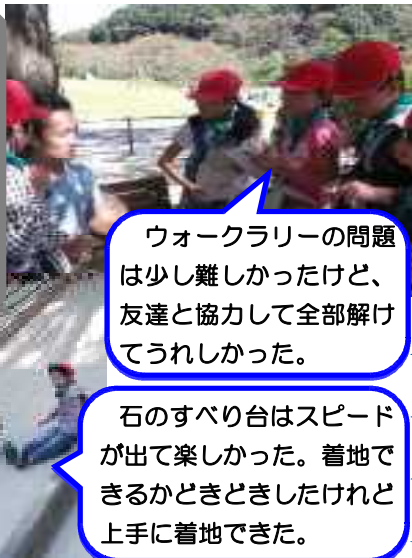 ウォークラリーの問題
は少し難しかったけど、
友達と協力して全部解け
てうれしかった。
石のすべり台はスピード
が出て楽しかった。着地で
きるかどきどきしたけれど
上手に着地できた。